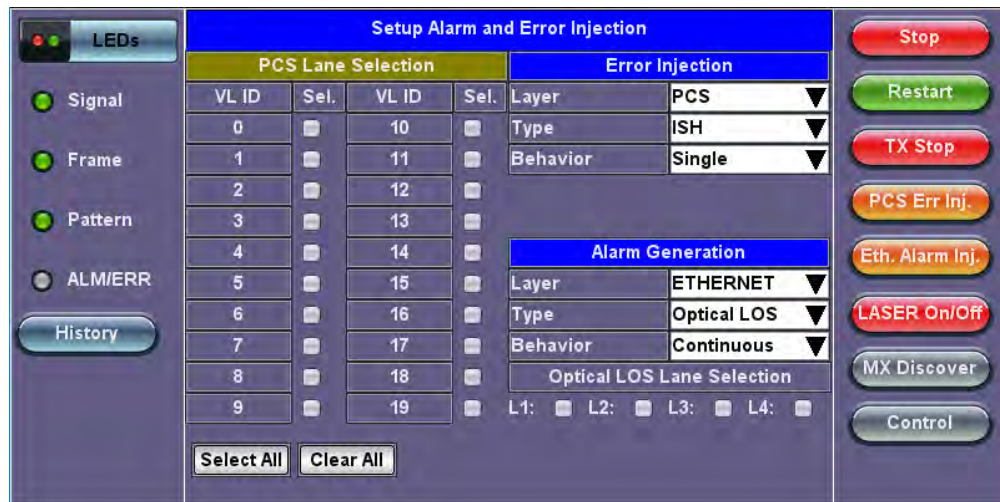 LEDs
Signal
Frame
Pattern
ALM/ERR
History
Setup Alarm and Error Injection
PCS Lane Selection
VL ID Sel. VL ID Sel.
0 10
1 11
2 12
3 13
4 14
5 15
6 16
7 17
8 18
9 19
Select All Clear All
Error Injection
Layer PCS
Type ISH
Behavior Single
Alarm Generation
Layer ETHERNET
Type Optical LOS
Behavior Continuous
Optical LOS Lane Selection
L1: L2: L3: L4:
Stop
Restart
TX Stop
PCS Err Inj.
Eth. Alarm Inj.
LASER On/Off
MX Discover
Control